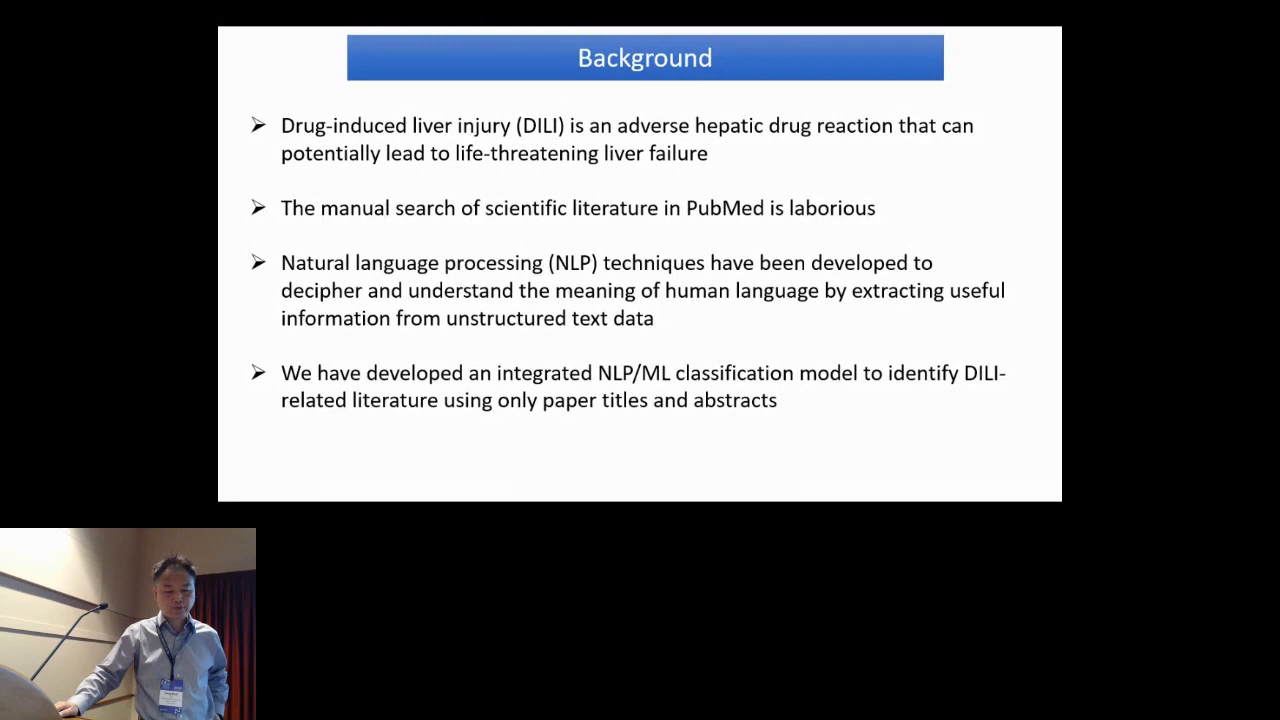 Background
➢ Drug-induced liver injury (DILI) is an adverse hepatic drug reaction that can
potentially lead to life-threatening liver failure
➢ The manual search of scientific literature in PubMed is laborious
➢ Natural language processing (NLP) techniques have been developed to
decipher and understand the meaning of human language by extracting useful
information from unstructured text data
➢ We have developed an integrated NLP/ML classification model to identify DILI-
related literature using only paper titles and abstracts